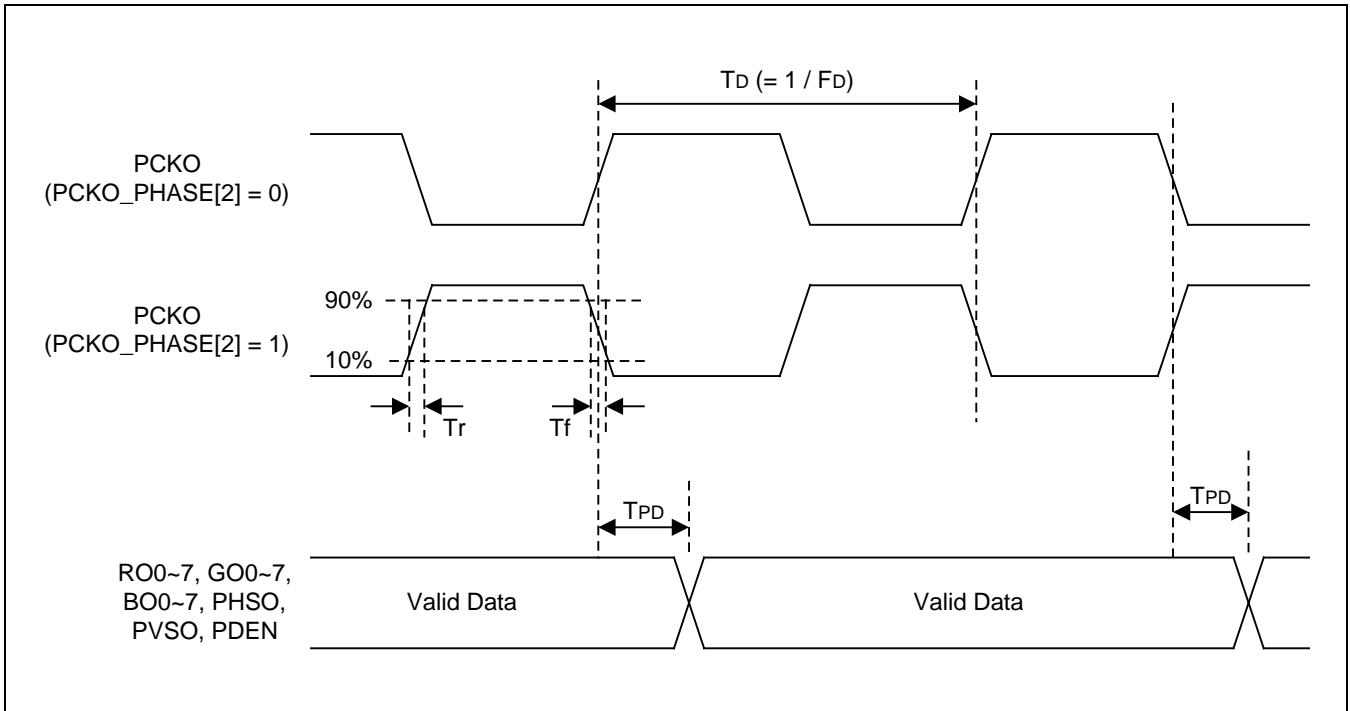 TD (= 1 / FD)
PCKO
(PCKO_PHASE[2] = 0)
90%
PCKO
(PCKO_PHASE[2] = 1)
10%
Tr
Tf
TPD
TPD
RO0~7, GO0~7,
BO0~7, PHSO,
PVSO, PDEN
Valid Data
Valid Data